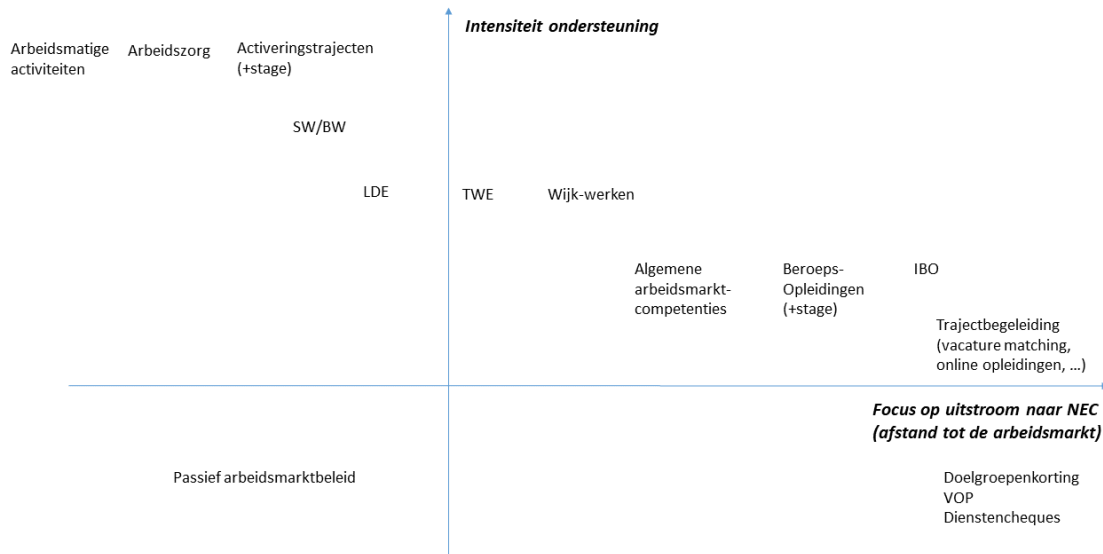 Intensiteit ondersteuning
Arbeidsmatige
activiteiten
Arbeidszorg
Activeringstrajecten
(+stage)
SW/BW
LDE
TWE
Wijk-werken
Algemene
arbeidsmarkt-
competenties
Beroeps-
Opleidingen
(+stage)
IBO
Trajectbegeleiding
(vacature matching,
online opleidingen, …)
Focus op uitstroom naar NEC
(afstand tot de arbeidsmarkt)
Passief arbeidsmarktbeleid
Doelgroepenkorting
VOP
Dienstencheques